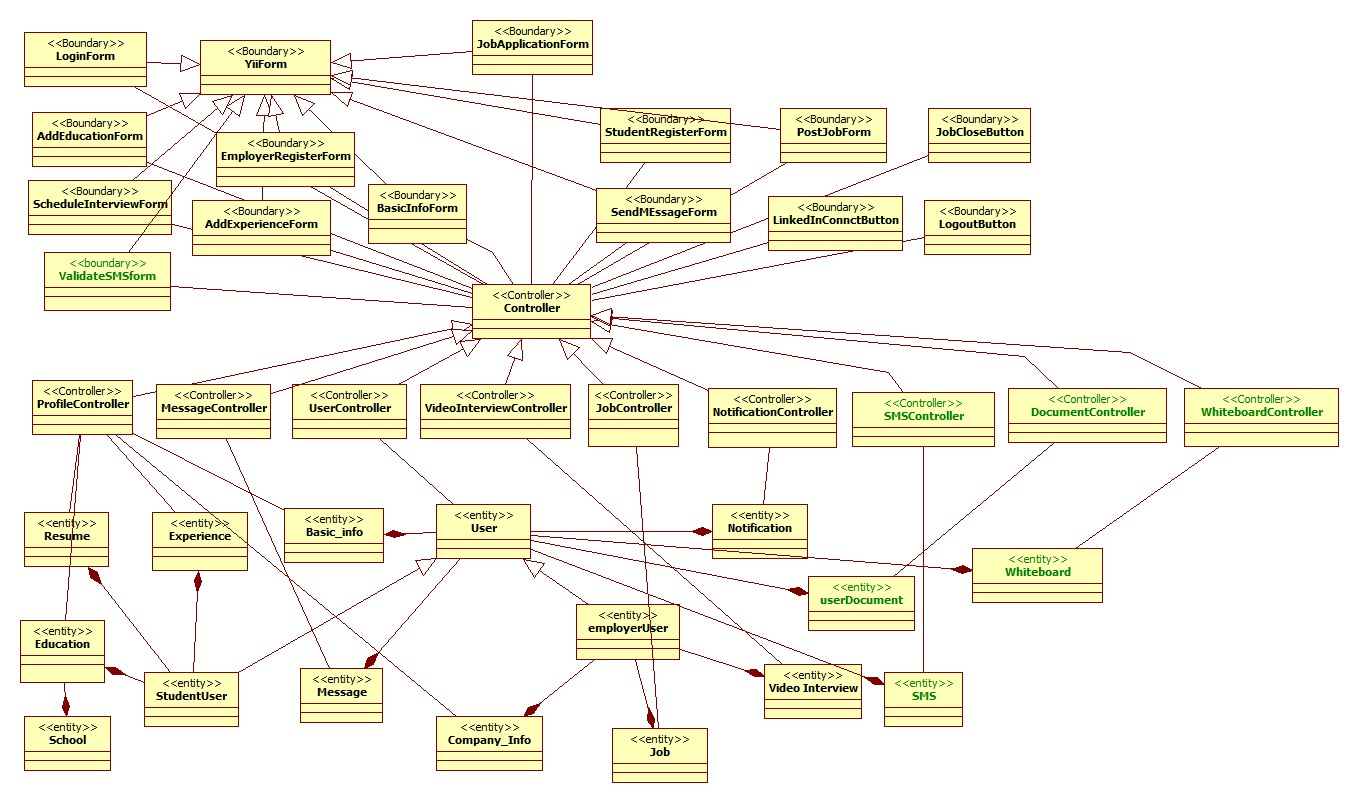 <<Boundary>>
LoginForm
<<Boundary>>
YiiForm
<<Boundary>>
JobApplicationForm
<<Boundary>>
AddEducationForm
<<Boundary>>
EmployerRegisterForm
<<Boundary>>
StudentRegisterForm
<<Boundary>>
PostJobForm
<<Boundary>>
JobCloseButton
<<Boundary>>
ScheduleInterviewForm
<<Boundary>>
AddExperienceForm
<<Boundary>>
BasicInfoForm
<<Boundary>>
SendMEssageForm
<<Boundary>>
LinkedInConnctButton
<<Boundary>>
LogoutButton
<<boundary>>
ValidateSMSform
<<Controller>>
Controller
<<Controller>>
ProfileController
<<Controller>>
MessageController
<<Controller>>
UserController
<<Controller>>
VideoInterviewController
<<Controller>>
JobController
<<Controller>>
NotificationController
<<Controller>>
SMSController
<<Controller>>
DocumentController
<<Controller>>
WhiteboardController
<<entity>>
Resume
<<entity>>
Experience
<<entity>>
Basic_info
<<entity>>
User
<<entity>>
Notification
<<entity>>
Whiteboard
<<entity>>
userDocument
<<entity>>
Education
<<entity>>
StudentUser
<<entity>>
Message
<<entity>>
employerUser
<<entity>>
Video Interview
<<entity>>
SMS
<<entity>>
School
<<entity>>
Company_Info
<<entity>>
Job